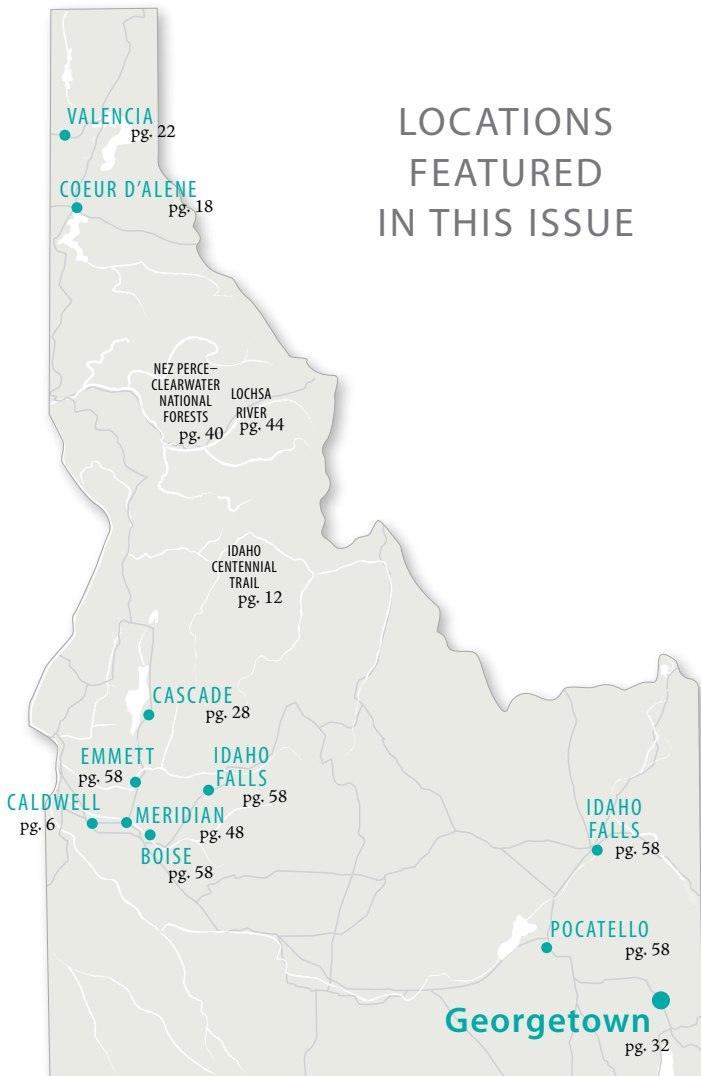 LOCATIONS
FEATURED
IN THIS ISSUE
VALENCIA
pg. 22
COEUR D'ALENE
pg. 18
NEZ PERCE–
CLEARWATER
NATIONAL
FORESTS
pg. 40
LOCHSA
RIVER
pg. 44
IDAHO
CENTENNIAL
TRAIL
pg. 12
CASCADE
pg. 28
EMMETT
pg. 58
IDAHO
FALLS
pg. 58
CALDWELL
pg. 6
MERIDIAN
pg. 48
BOISE
pg. 58
IDAHO
FALLS
pg. 58
POCATELLO
pg. 58
Georgetown
pg. 32